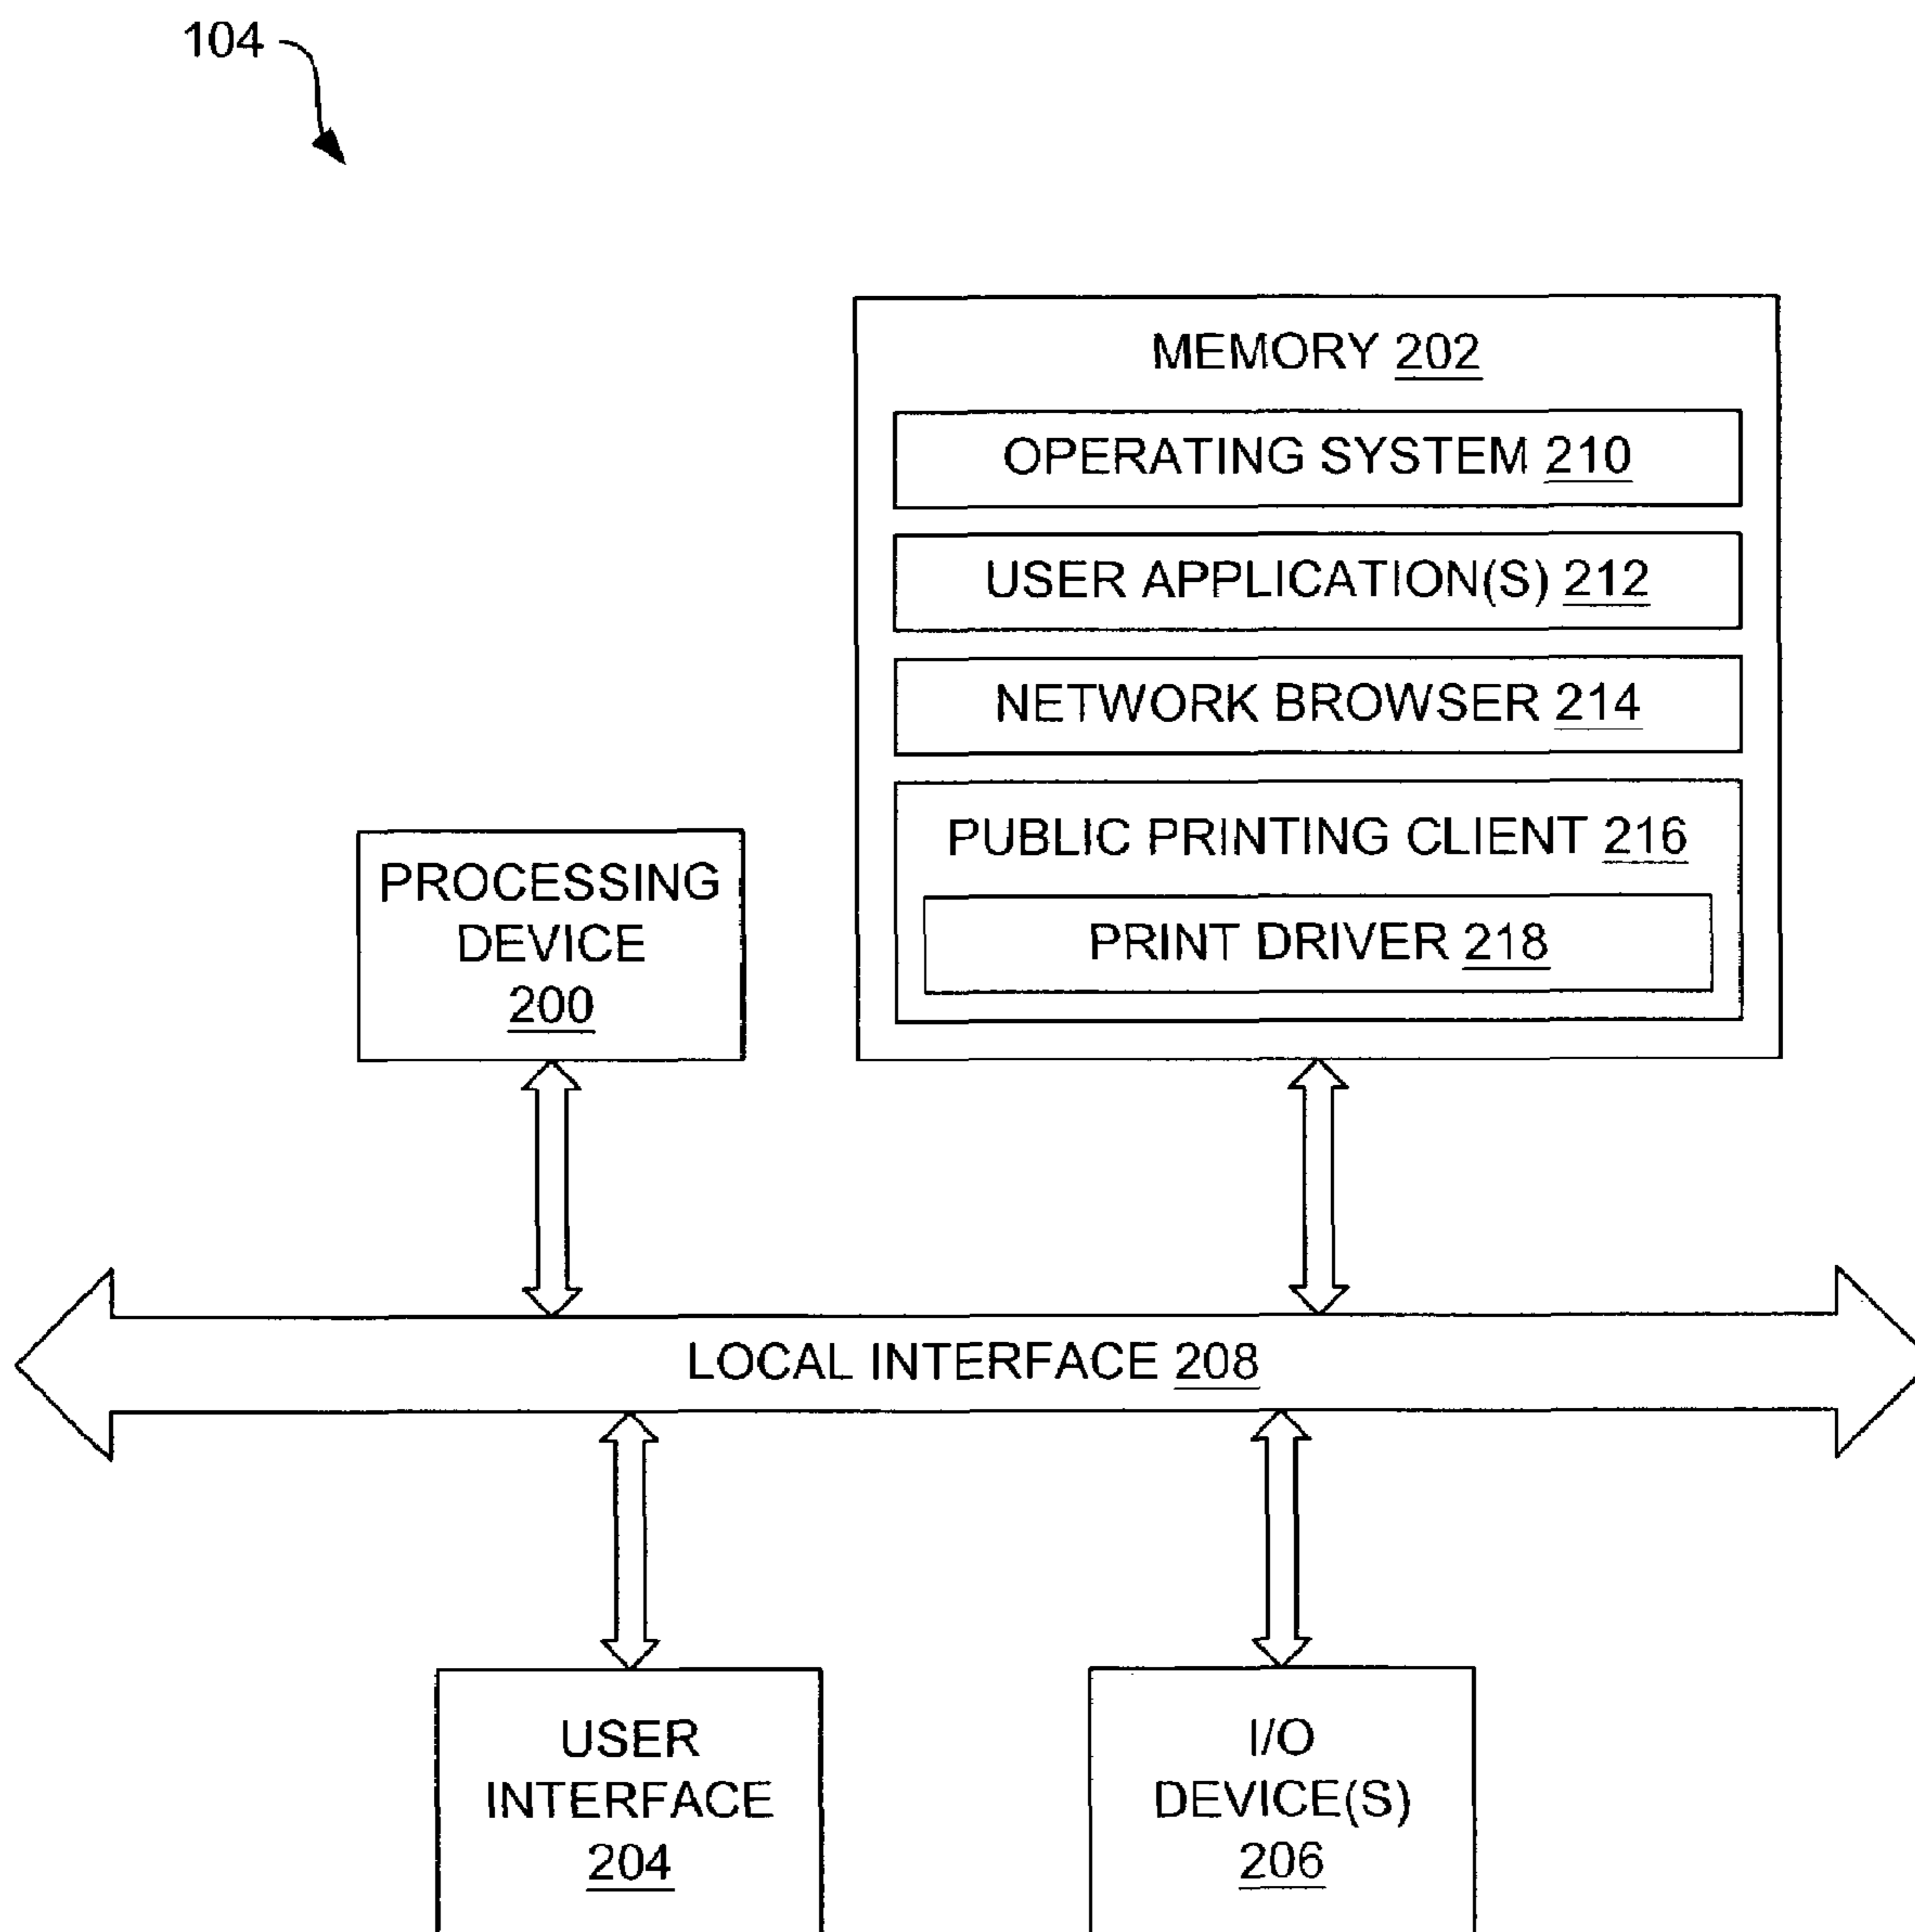 104
MEMORY 202
OPERATING SYSTEM 210
USER APPLICATION(S) 212
NETWORK BROWSER 214
PUBLIC PRINTING CLIENT 216
PRINT DRIVER 218
PROCESSING
DEVICE
200
LOCAL INTERFACE 208
USER
INTERFACE
204
I/O
DEVICE(S)
206